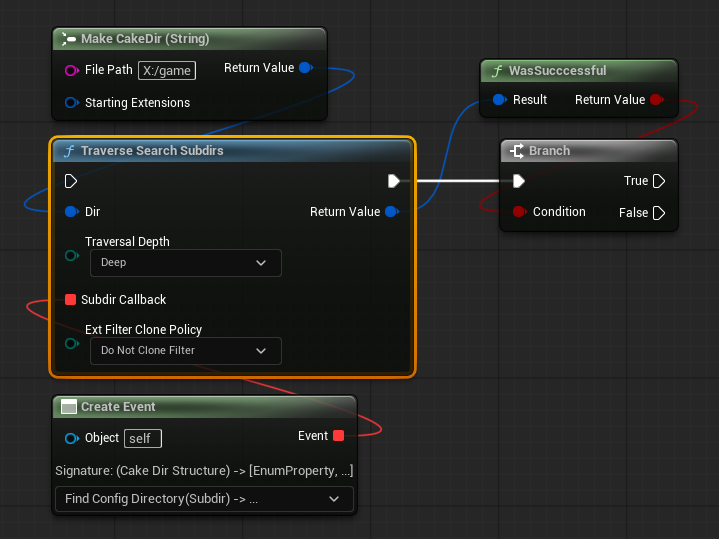 Make CakeDir (String)
File Path X:/game Return Value
Starting Extensions
f WasSucccessful
Result Return Value
f Traverse Search Subdirs
Branch
True
Dir Return Value
Condition False
Traversal Depth
Deep
Subdir Callback
Ext Filter Clone Policy
Do Not Clone Filter
Create Event
Object self Event
Signature: (Cake Dir Structure) -> [EnumProperty, ...]
Find Config Directory(Subdir) -> ...